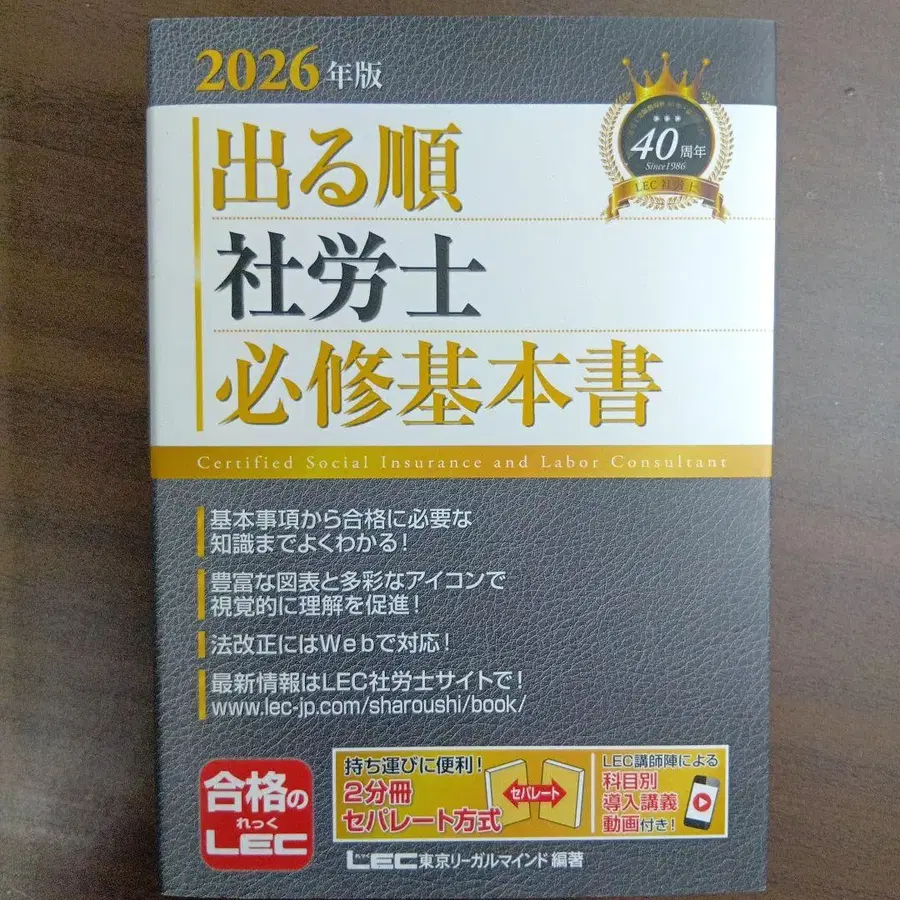 2026年版
出る順
社労士
必修基本書
40周年
Since1986
LEC 社労士
Certified Social Insurance and Labor Consultant
基本事項から合格に必要な
知識までよくわかる!
豊富な図表と多彩なアイコンで
視覚的に理解を促進!
法改正にはWebで対応!
最新情報はLEC社労士サイトで!
www.lec-jp.com/sharoushi/book/
合格の
れっく
LEC
持ち運びに便利!
2分冊
セパレート方式
セパレート
LEC講師陣による
科目別
導入講義
動画付き!
LEC東京リーガルマインド 編著